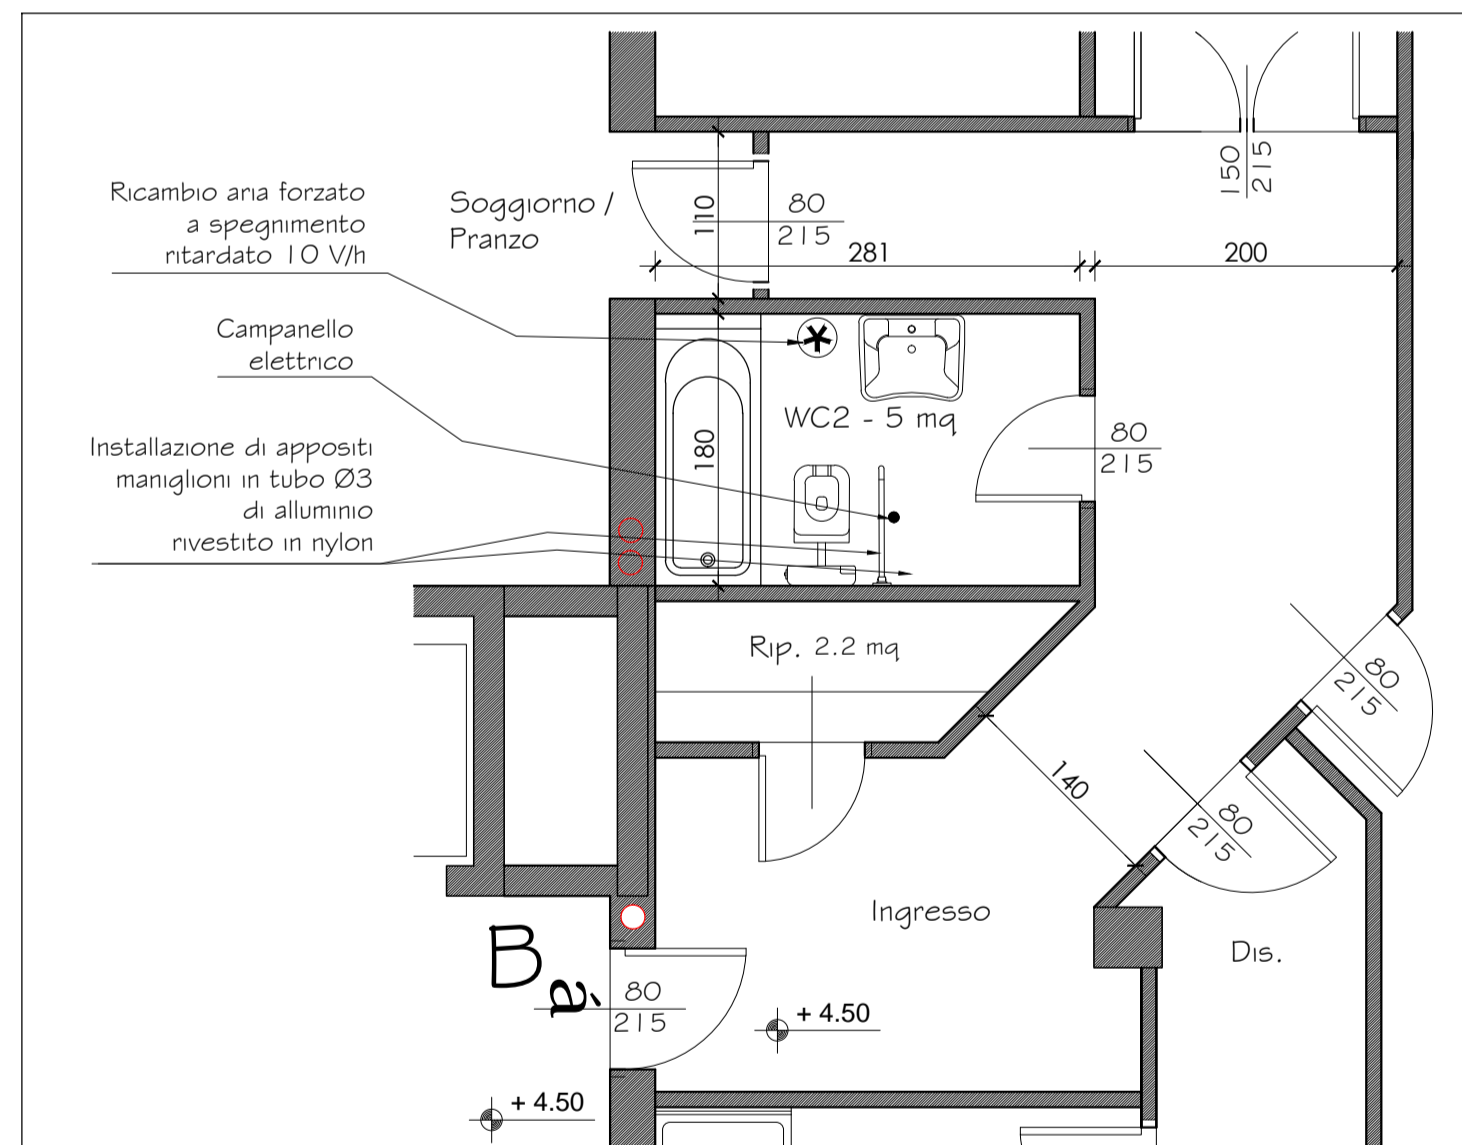 150
215
Ricambio aria forzato
a spegnimento
ritardato 10 V/h
Soggiorno /
Pranzo
110
80
215
281
200
Campanello
elettrico
WC2 - 5 mq
180
80
215
Installazione di appositi
maniglioni in tubo Ø3
di alluminio
rivestito in nylon
Rip. 2.2 mq
80
215
140
80
215
Ingresso
Dis.
B
a'
80
215
+ 4.50
+ 4.50